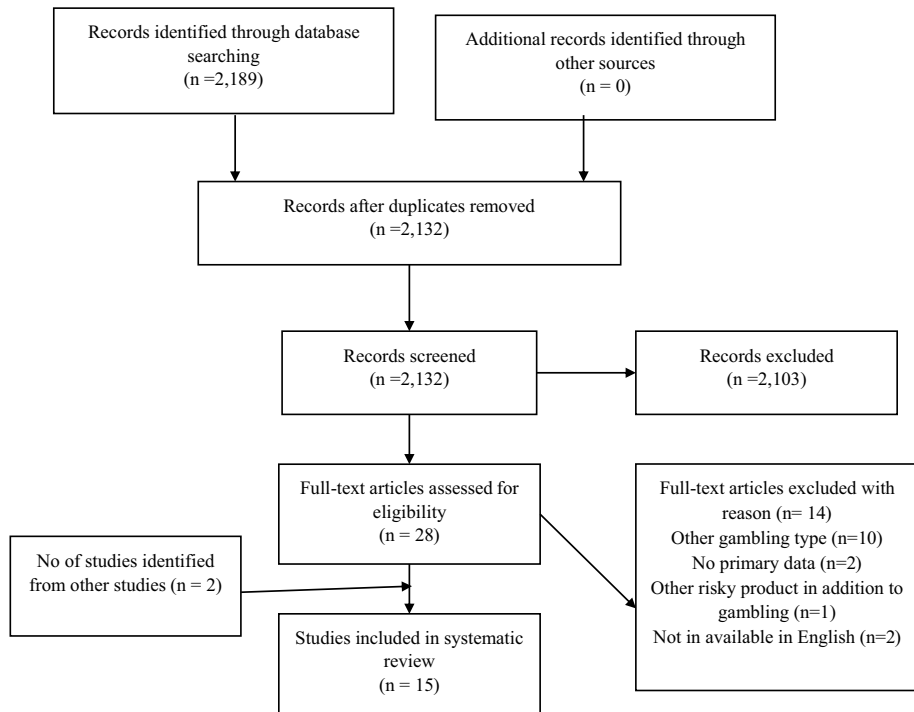 Records identified through database
searching
(n =2,189)
Additional records identified through
other sources
(n = 0)
Records after duplicates removed
(n =2,132)
Records screened
(n =2,132)
Records excluded
(n =2,103)
Full-text articles assessed for
eligibility
(n = 28)
Full-text articles excluded with
reason (n= 14)
Other gambling type (n=10)
No primary data (n=2)
Other risky product in addition to
gambling (n=1)
Not in available in English (n=2)
No of studies identified
from other studies (n = 2)
Studies included in systematic
review
(n = 15)